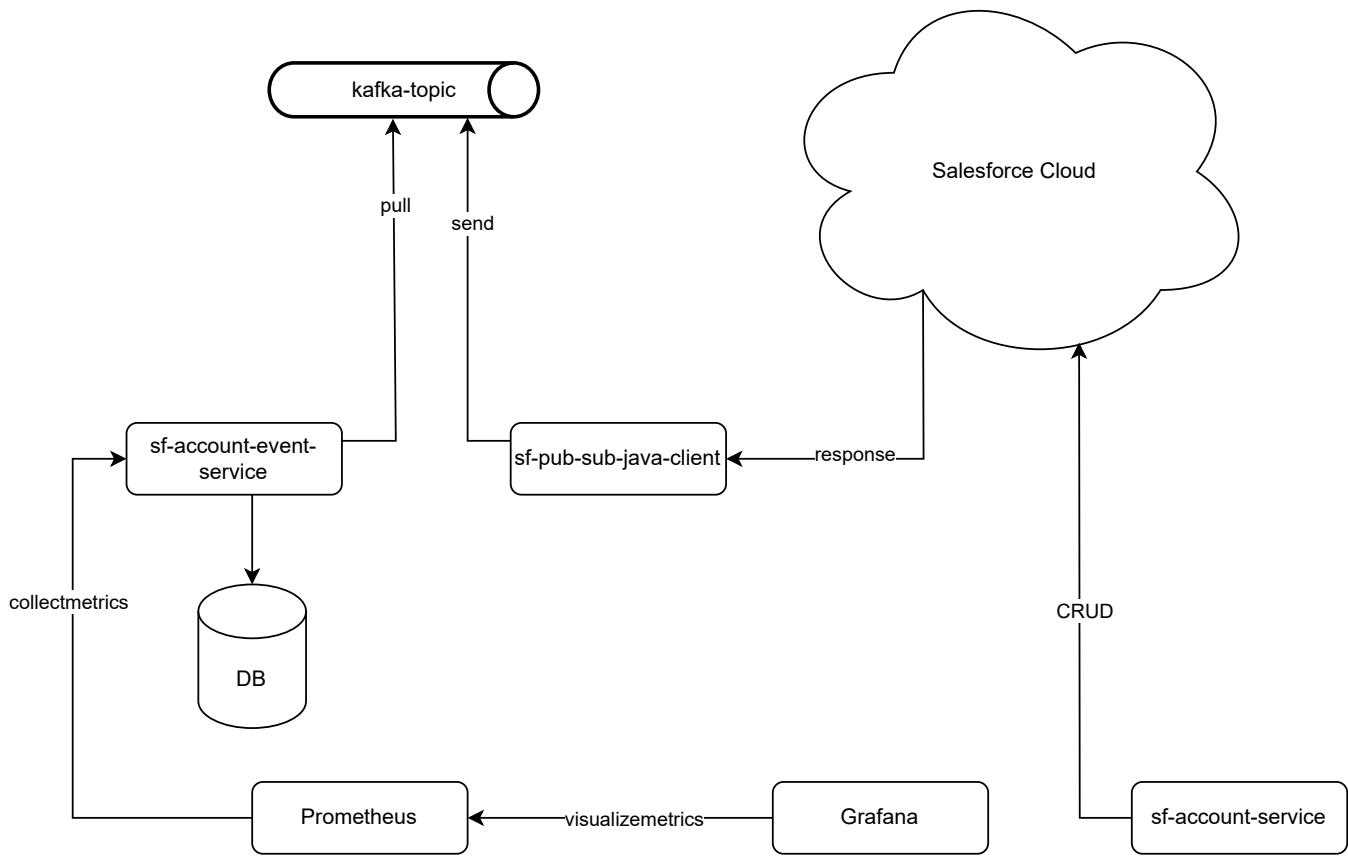 kafka-topic
Salesforce Cloud
pull
send
sf-account-event-
service
sf-pub-sub-java-client
response
collectmetrics
CRUD
DB
Prometheus
visualizemetrics
Grafana
sf-account-service